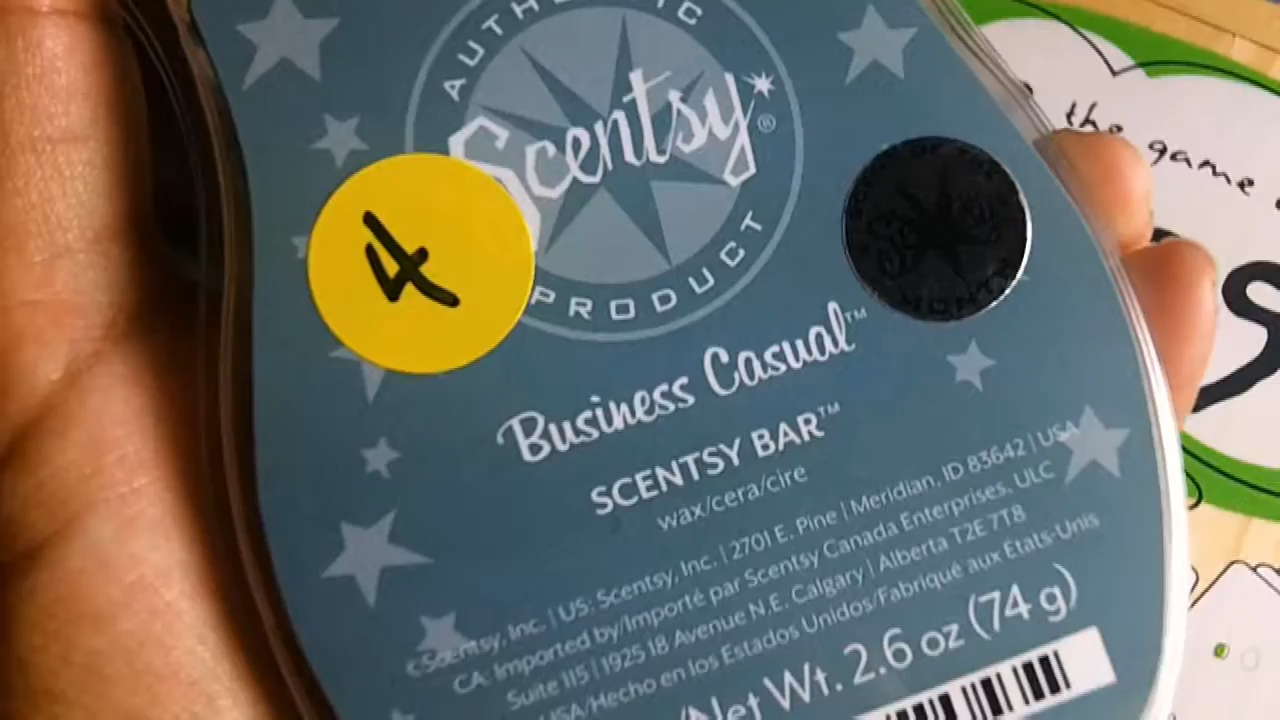 AUTHENTIC
Scentsy®
PRODUCT
4
Business Casual™
SCENTSY BAR™
wax/cera/cire
©Scentsy, Inc. | US: Scentsy, Inc. | 2701 E. Pine | Meridian, ID 83642 | USA
CA: Imported by/Importé par Scentsy Canada Enterprises, ULC
Suite 115 | 1925 18 Avenue N.E. Calgary | Alberta T2E 7T8
USA/Hecho en los Estados Unidos/Fabriqué aux États-Unis
/Net Wt. 2.6 oz (74 g)
the game